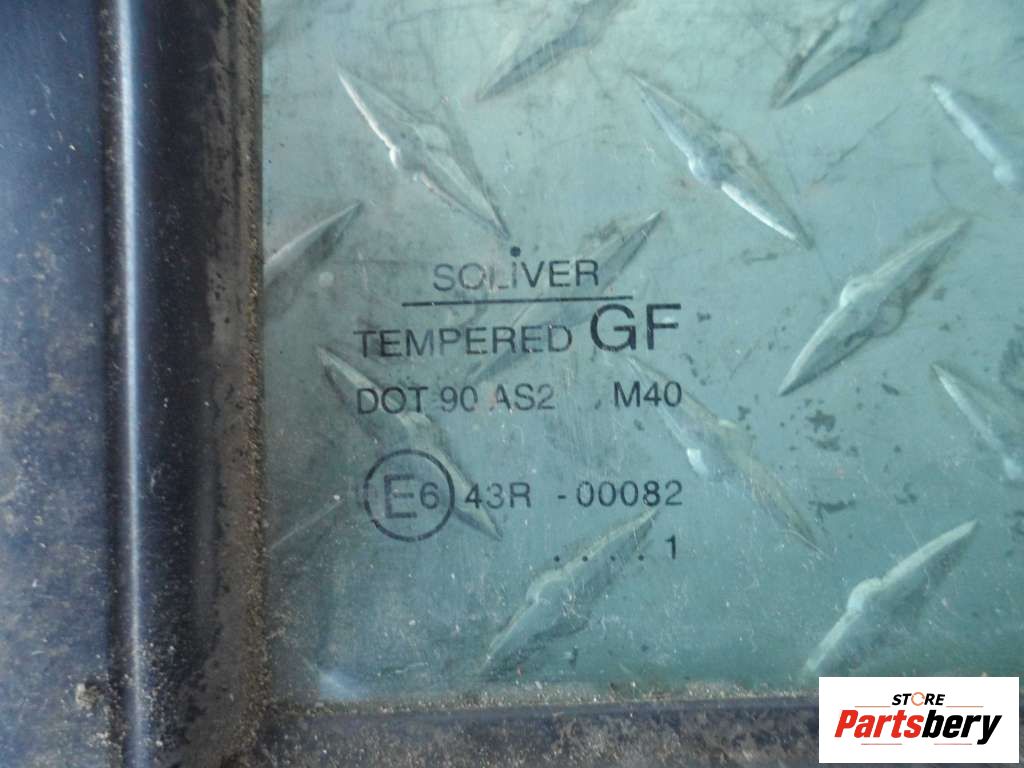 SOLiVER
TEMPERED GF
DOT 90 AS2 M40
E6 43R - 00082
. . . . 1
STORE
Partsbery